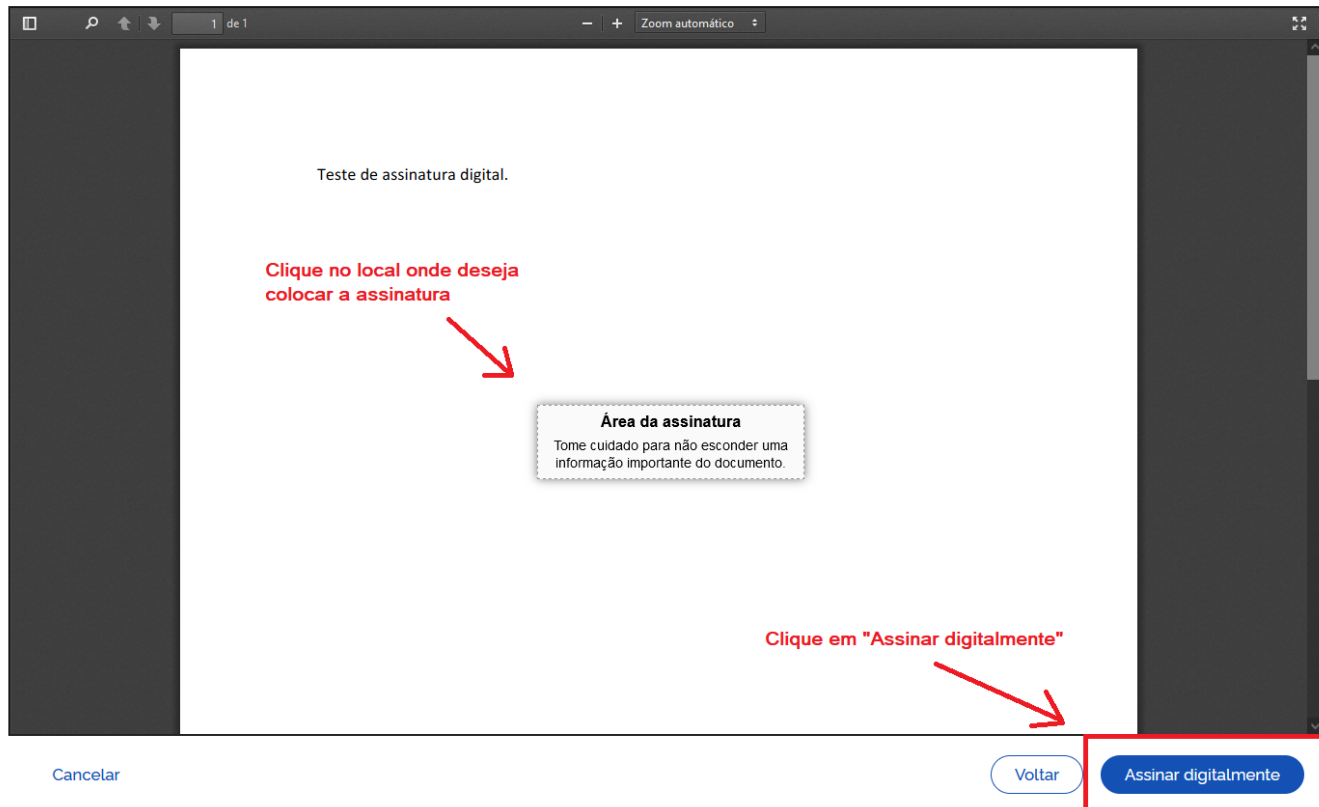 1 de 1
Zoom automático
Teste de assinatura digital.
Clique no local onde deseja
colocar a assinatura
Área da assinatura
Tome cuidado para não esconder uma
informação importante do documento.
Clique em "Assinar digitalmente"
Cancelar
Voltar
Assinar digitalmente